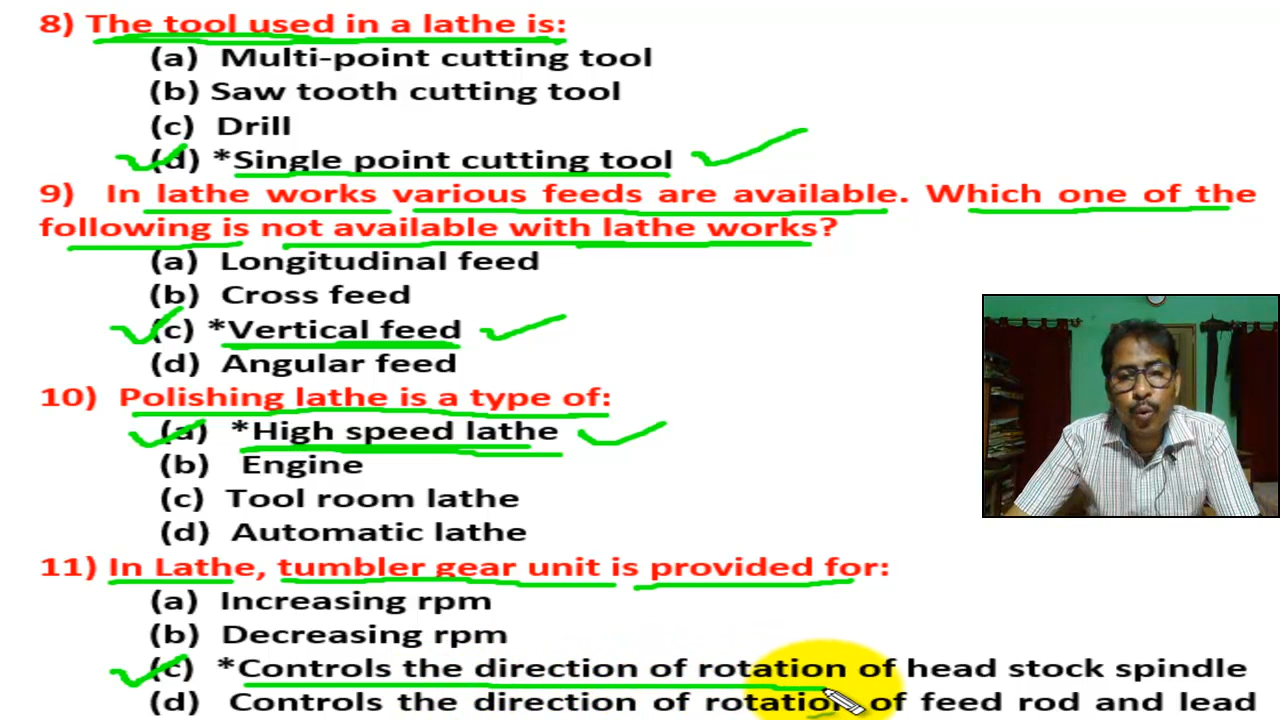 8) The tool used in a lathe is:
(a) Multi-point cutting tool
(b) Saw tooth cutting tool
(c) Drill
(d) *Single point cutting tool
9) In lathe works various feeds are available. Which one of the
following is not available with lathe works?
(a) Longitudinal feed
(b) Cross feed
(c) *Vertical feed
(d) Angular feed
10) Polishing lathe is a type of:
(a) *High speed lathe
(b) Engine
(c) Tool room lathe
(d) Automatic lathe
11) In Lathe, tumbler gear unit is provided for:
(a) Increasing rpm
(b) Decreasing rpm
(c) *Controls the direction of rotation of head stock spindle
(d) Controls the direction of rotation of feed rod and lead